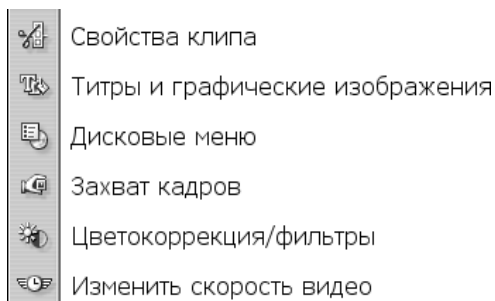 Свойства клипа
Титры и графические изображения
Дисковые меню
Захват кадров
Цветокоррекция/фильтры
Изменить скорость видео